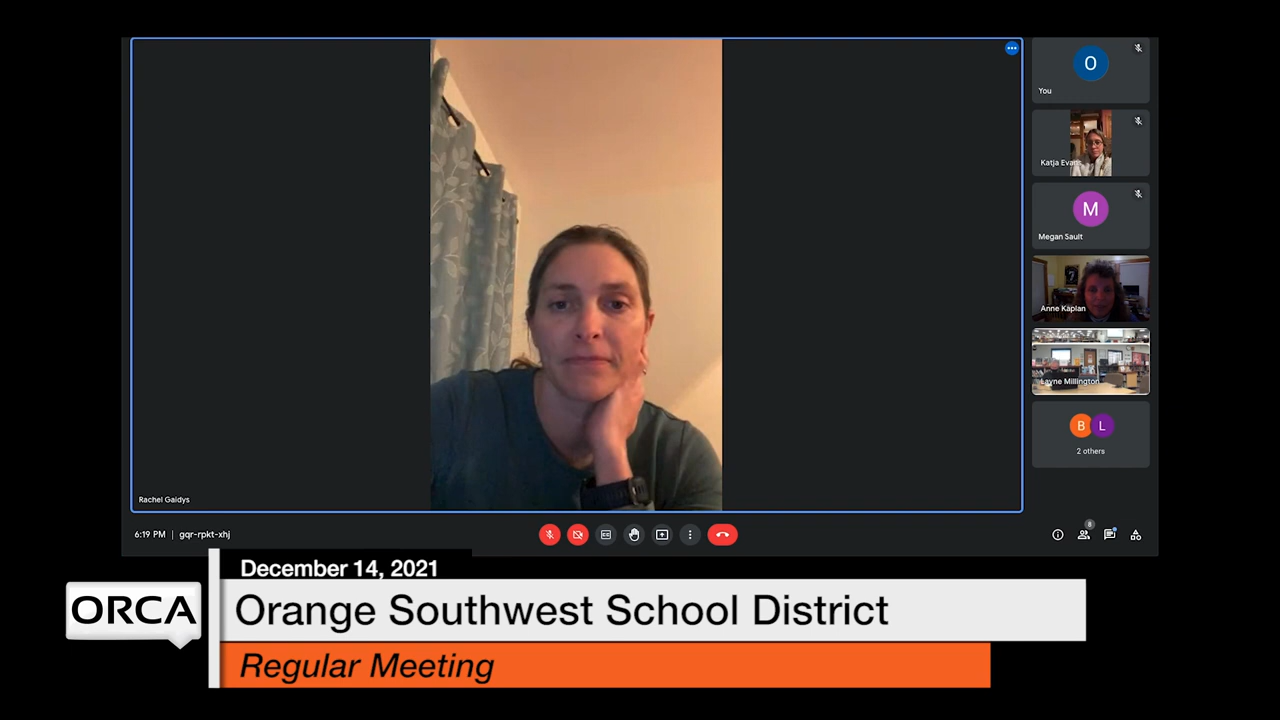 O
You
Katja Evans
M
Megan Sault
Anne Kaplan
Layne Millington
B L
2 others
Rachel Gaidys
6:19 PM | gqr-rpkt-xhj
8
December 14, 2021
ORCA
Orange Southwest School District
Regular Meeting